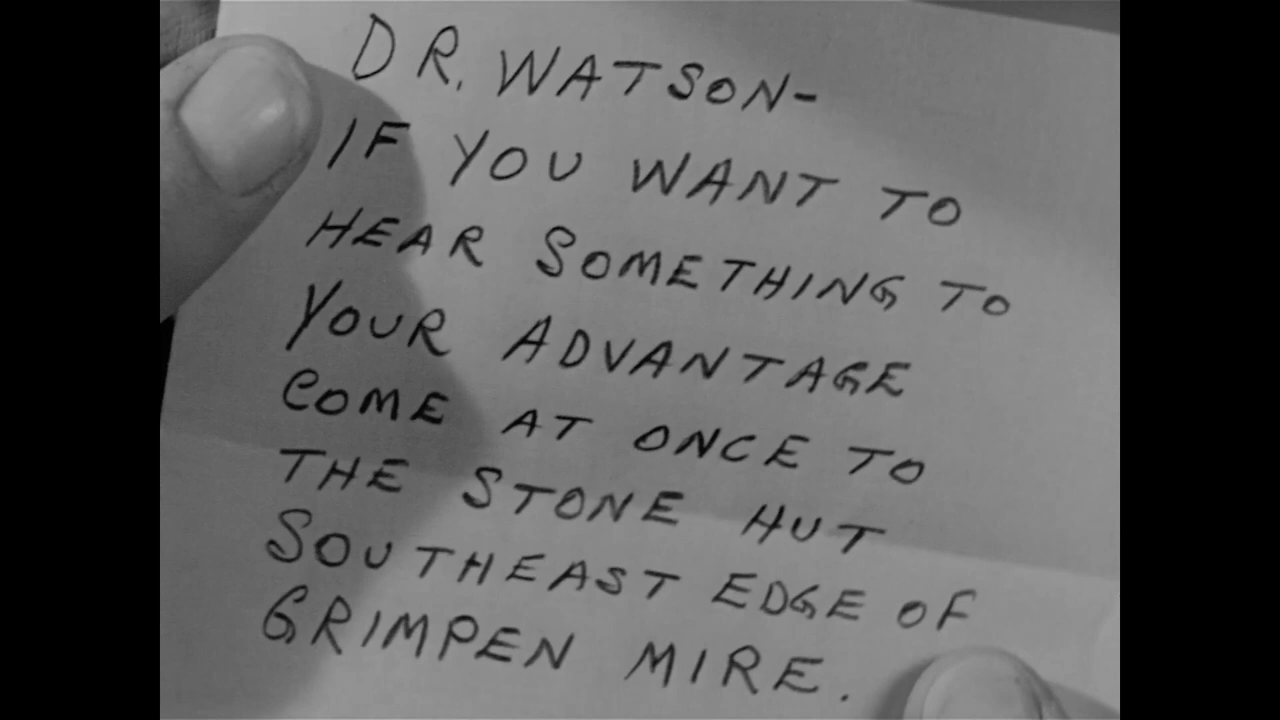 DR. WATSON-
IF YOU WANT TO
HEAR SOMETHING TO
YOUR ADVANTAGE
COME AT ONCE TO
THE STONE HUT
SOUTHEAST EDGE OF
GRIMPEN MIRE.